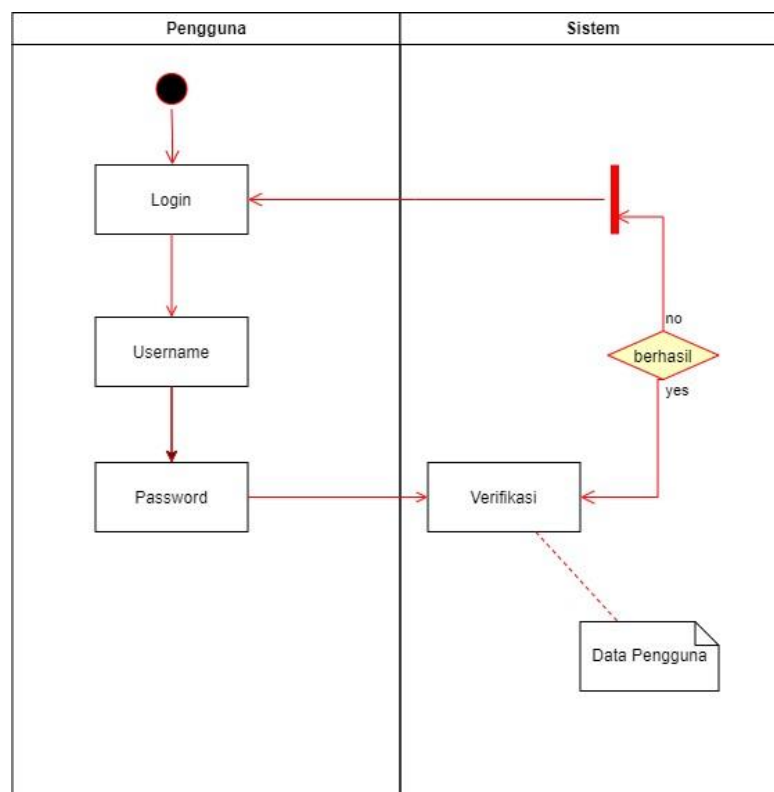 Pengguna
Sistem
Login
no
Username
berhasil
yes
Password
Verifikasi
Data Pengguna